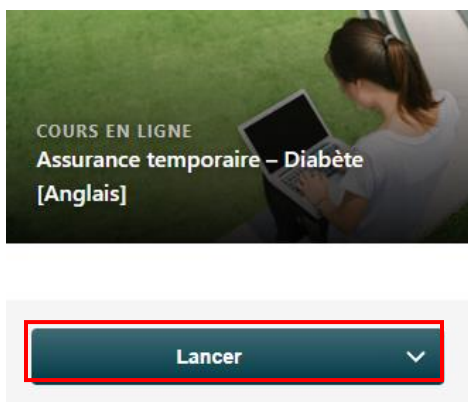 COURS EN LIGNE
Assurance temporaire – Diabète
[Anglais]
Lancer